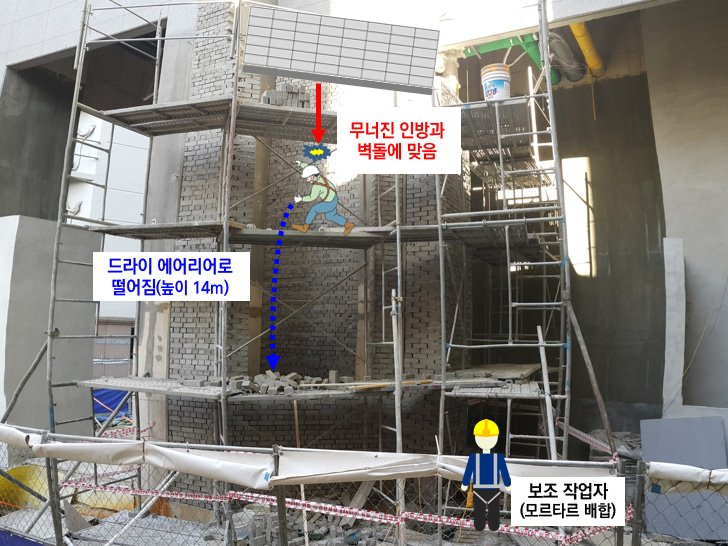 무너진 인방과
벽돌에 맞음
드라이 에어리어로
떨어짐(높이 14m)
보조 작업자
(모르타르 배합)